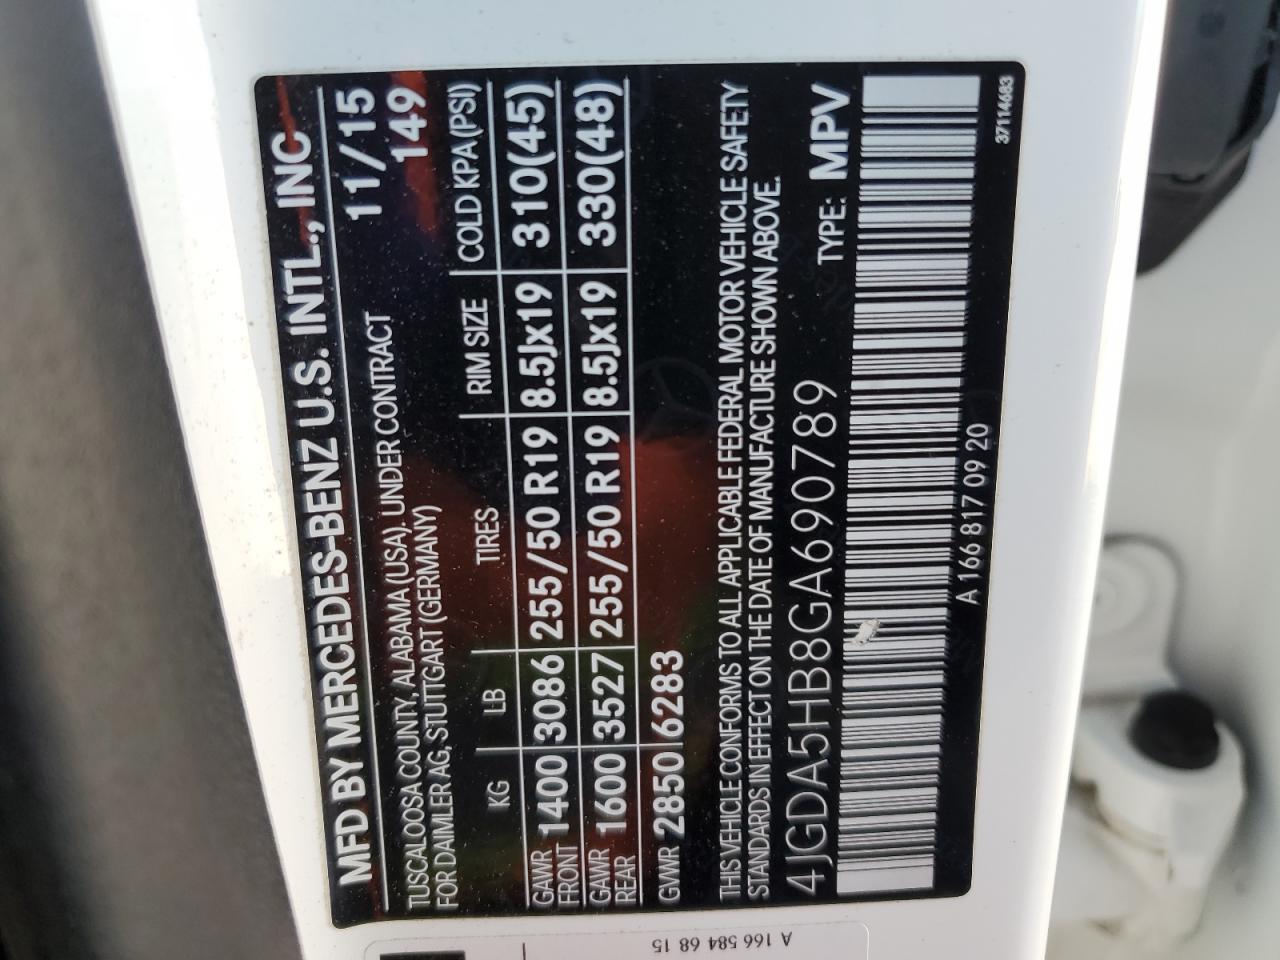 MFD BY MERCEDES-BENZ U.S. INTL., INC
TUSCALOOSA COUNTY, ALABAMA (USA). UNDER CONTRACT 11/15
FOR DAIMLER AG, STUTTGART (GERMANY) 149
KG LB TIRES RIM SIZE COLD KPA(PSI)
GAWR FRONT 1400 3086 255/50 R19 8.5Jx19 310(45)
GAWR REAR 1600 3527 255/50 R19 8.5Jx19 330(48)
GWWR 2850 6283
THIS VEHICLE CONFORMS TO ALL APPLICABLE FEDERAL MOTOR VEHICLE SAFETY
STANDARDS IN EFFECT ON THE DATE OF MANUFACTURE SHOWN ABOVE.
4JGDA5HB8GA690789 TYPE: MPV
A 166 817 09 20
37114683
A 166 584 68 15